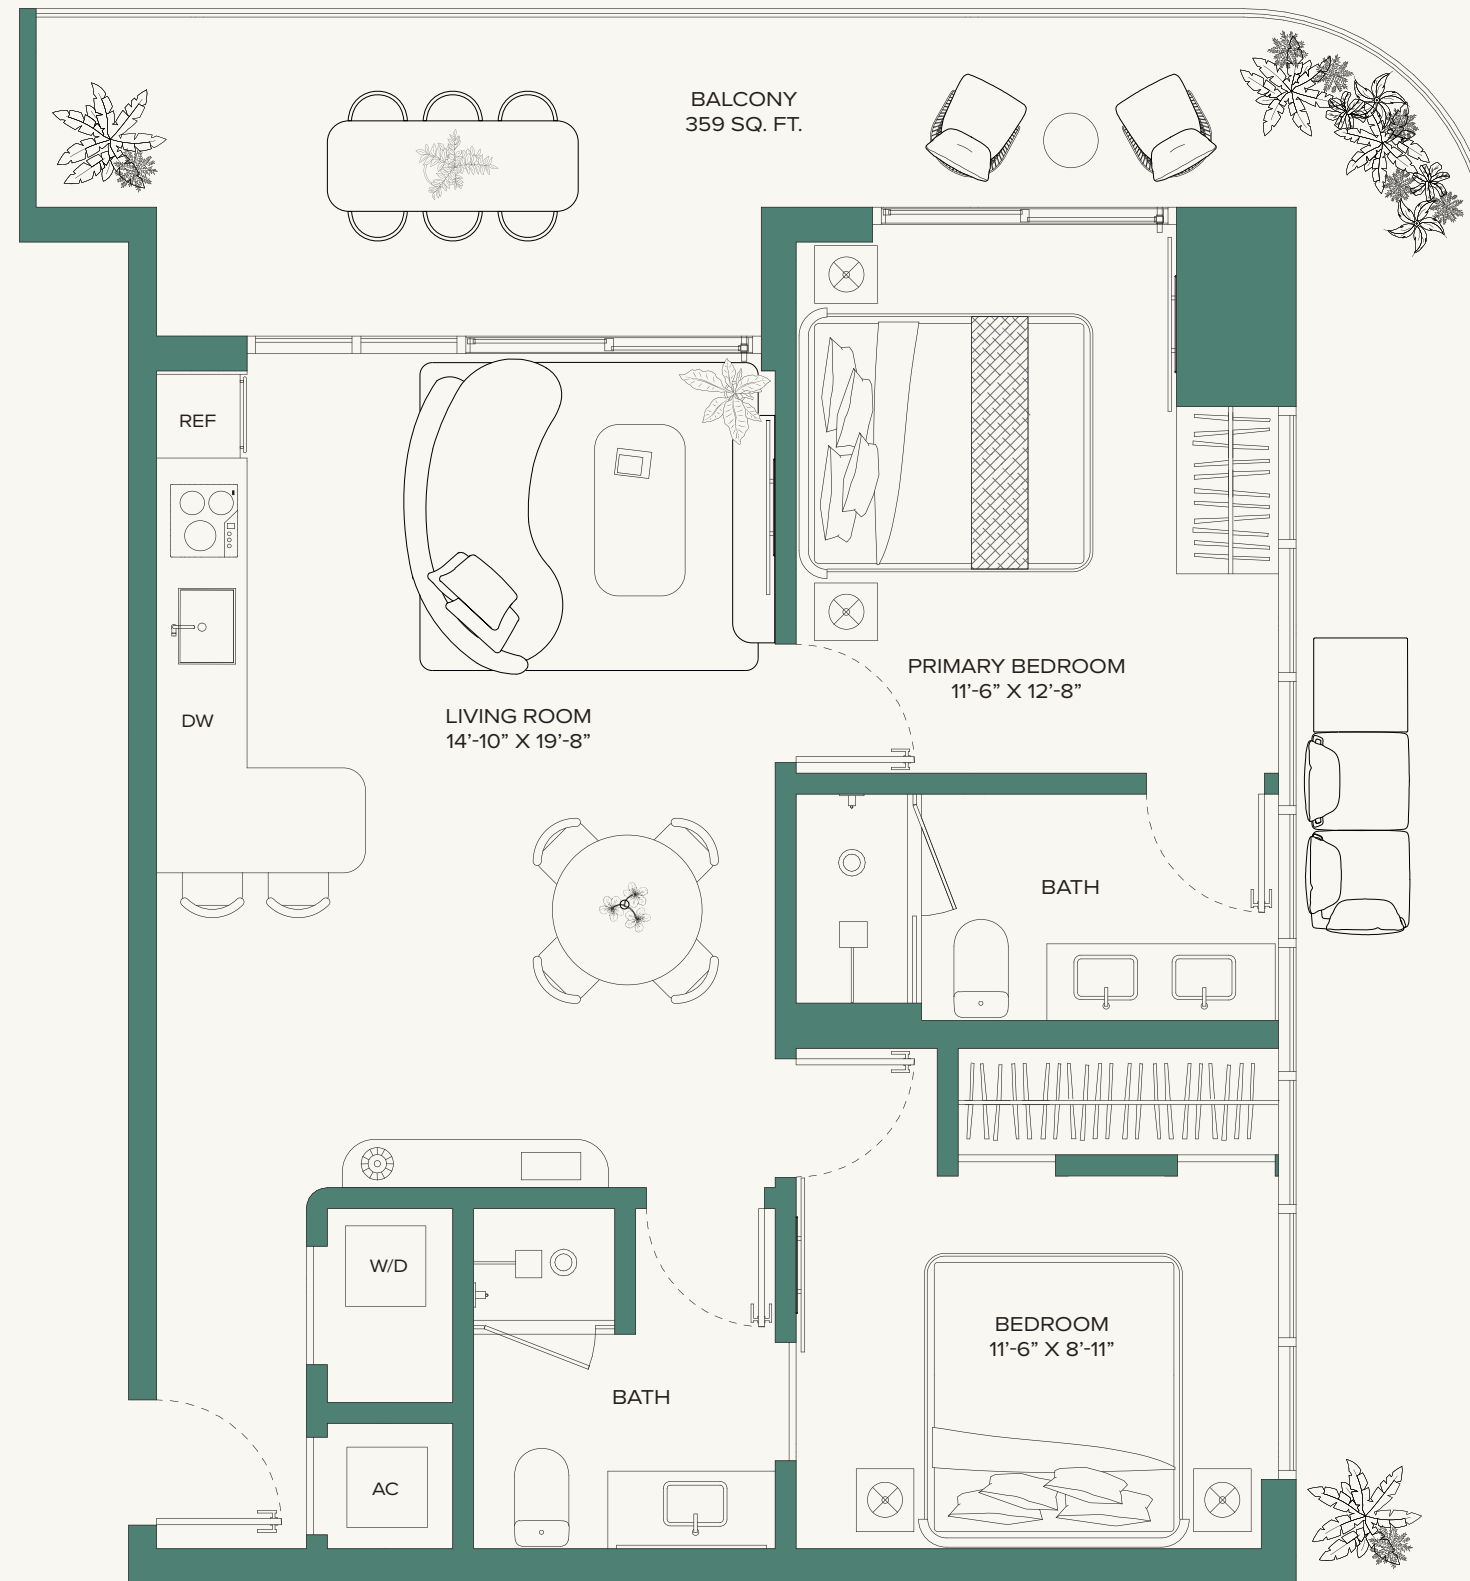 BALCONY
359 SQ. FT.
REF
PRIMARY BEDROOM
11’-6” X 12’-8”
LIVING ROOM
14’-10” X 19’-8”
DW
BATH
W/D
BEDROOM
11’-6” X 8’-11”
BATH
AC